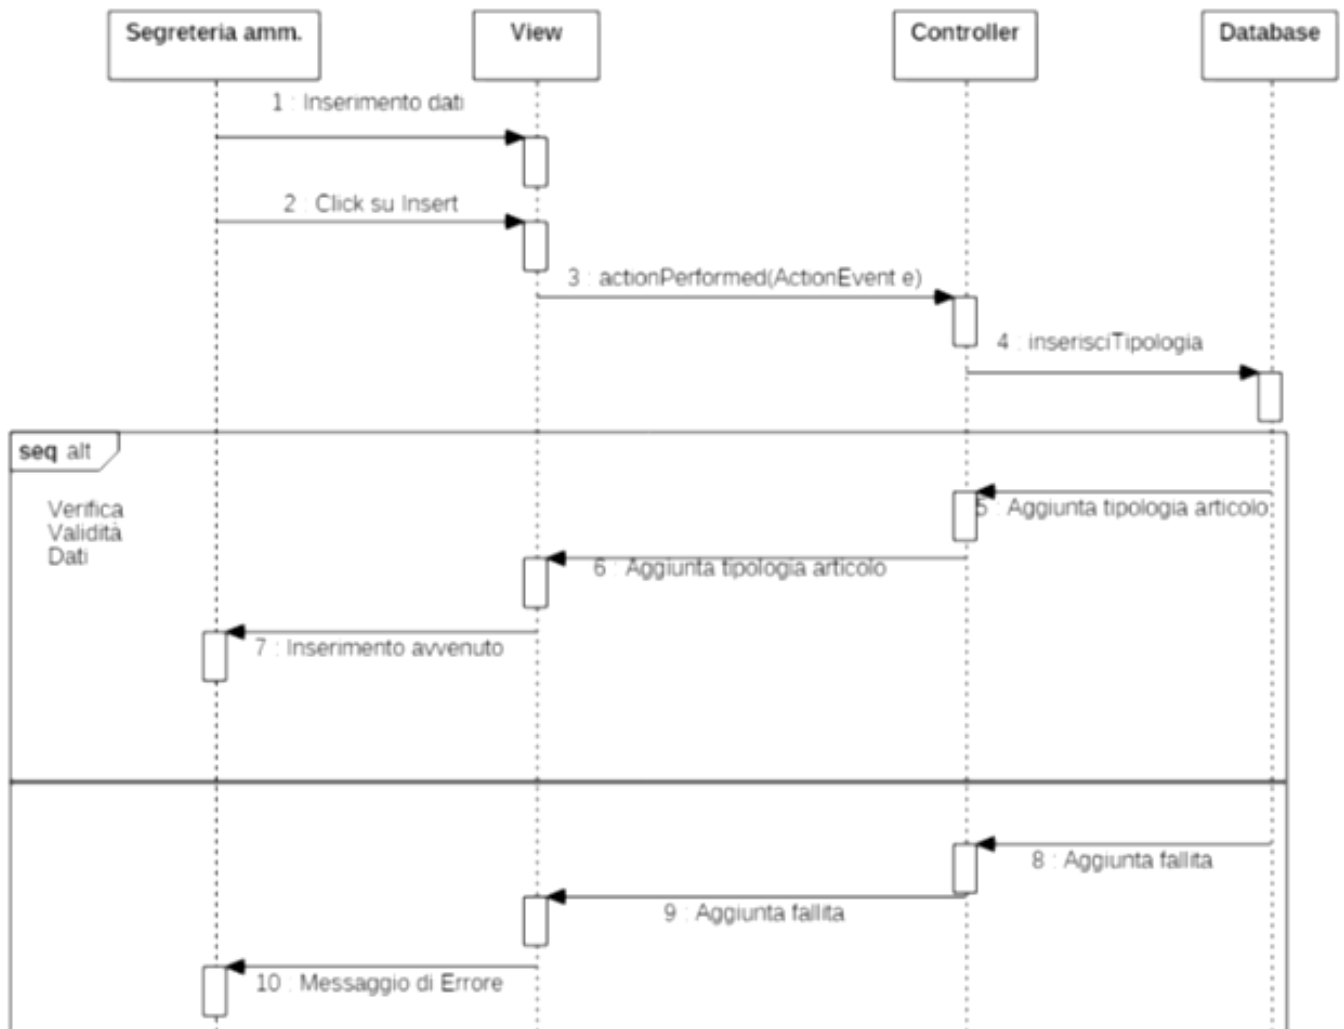 Segreteria amm.
View
Controller
Database
1 : Inserimento dati
2 : Click su Insert
3 : actionPerformed(ActionEvent e)
4 : inserisciTipologia
seq alt
Verifica
Validità
Dati
5 : Aggiunta tipologia articolo
6 : Aggiunta tipologia articolo
7 : Inserimento avvenuto
8 : Aggiunta fallita
9 : Aggiunta fallita
10 : Messaggio di Errore